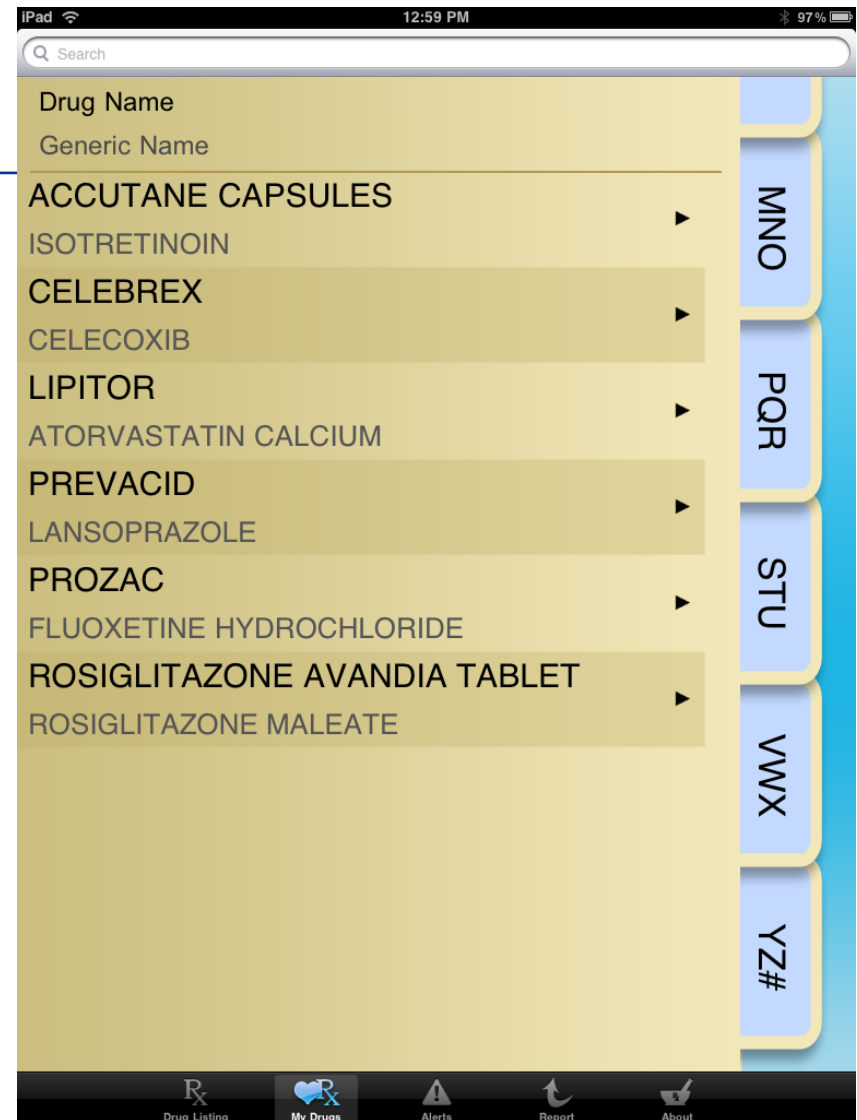 iPad 12:59 PM 97%
Search
Drug Name
Generic Name
ACCUTANE CAPSULES
ISOTRETINOIN
CELEBREX
CELECOXIB
LIPITOR
ATORVASTATIN CALCIUM
PREVACID
LANSOPRAZOLE
PROZAC
FLUOXETINE HYDROCHLORIDE
ROSIGLITAZONE AVANDIA TABLET
ROSIGLITAZONE MALEATE
MNO
PQR
STU
VWX
YZ#
Rx Rx
Drug Listing My Drugs Alerts Report About